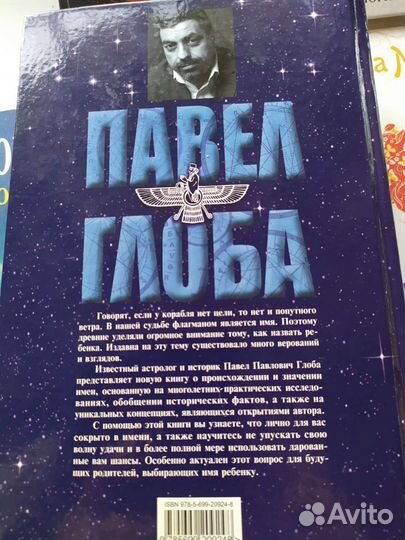 ПАВЕЛ
ГЛОБА
Говорят, если у корабля нет цели, то нет и попутного
ветра. В нашей судьбе флагманом является имя. Поэтому
древние уделяли огромное внимание тому, как назвать ре-
бенка. Издавна на эту тему существовало много верований
и взглядов.
Известный астролог и историк Павел Павлович Глоба
представляет новую книгу о происхождении и значении
имен, основанную на многолетних практических исследо-
ваниях, обобщении исторических фактов, а также на
уникальных концепциях, являющихся открытиями автора.
С помощью этой книги вы узнаете, что лично для вас
сокрыто в имени, а также научитесь не упускать свою
волну удачи и в более полной мере использовать дарован-
ные вам шансы. Особенно актуален этот вопрос для буду-
щих родителей, выбирающих имя ребенку.
ISBN 978-5-699-20924-8
9785699209248
Avito